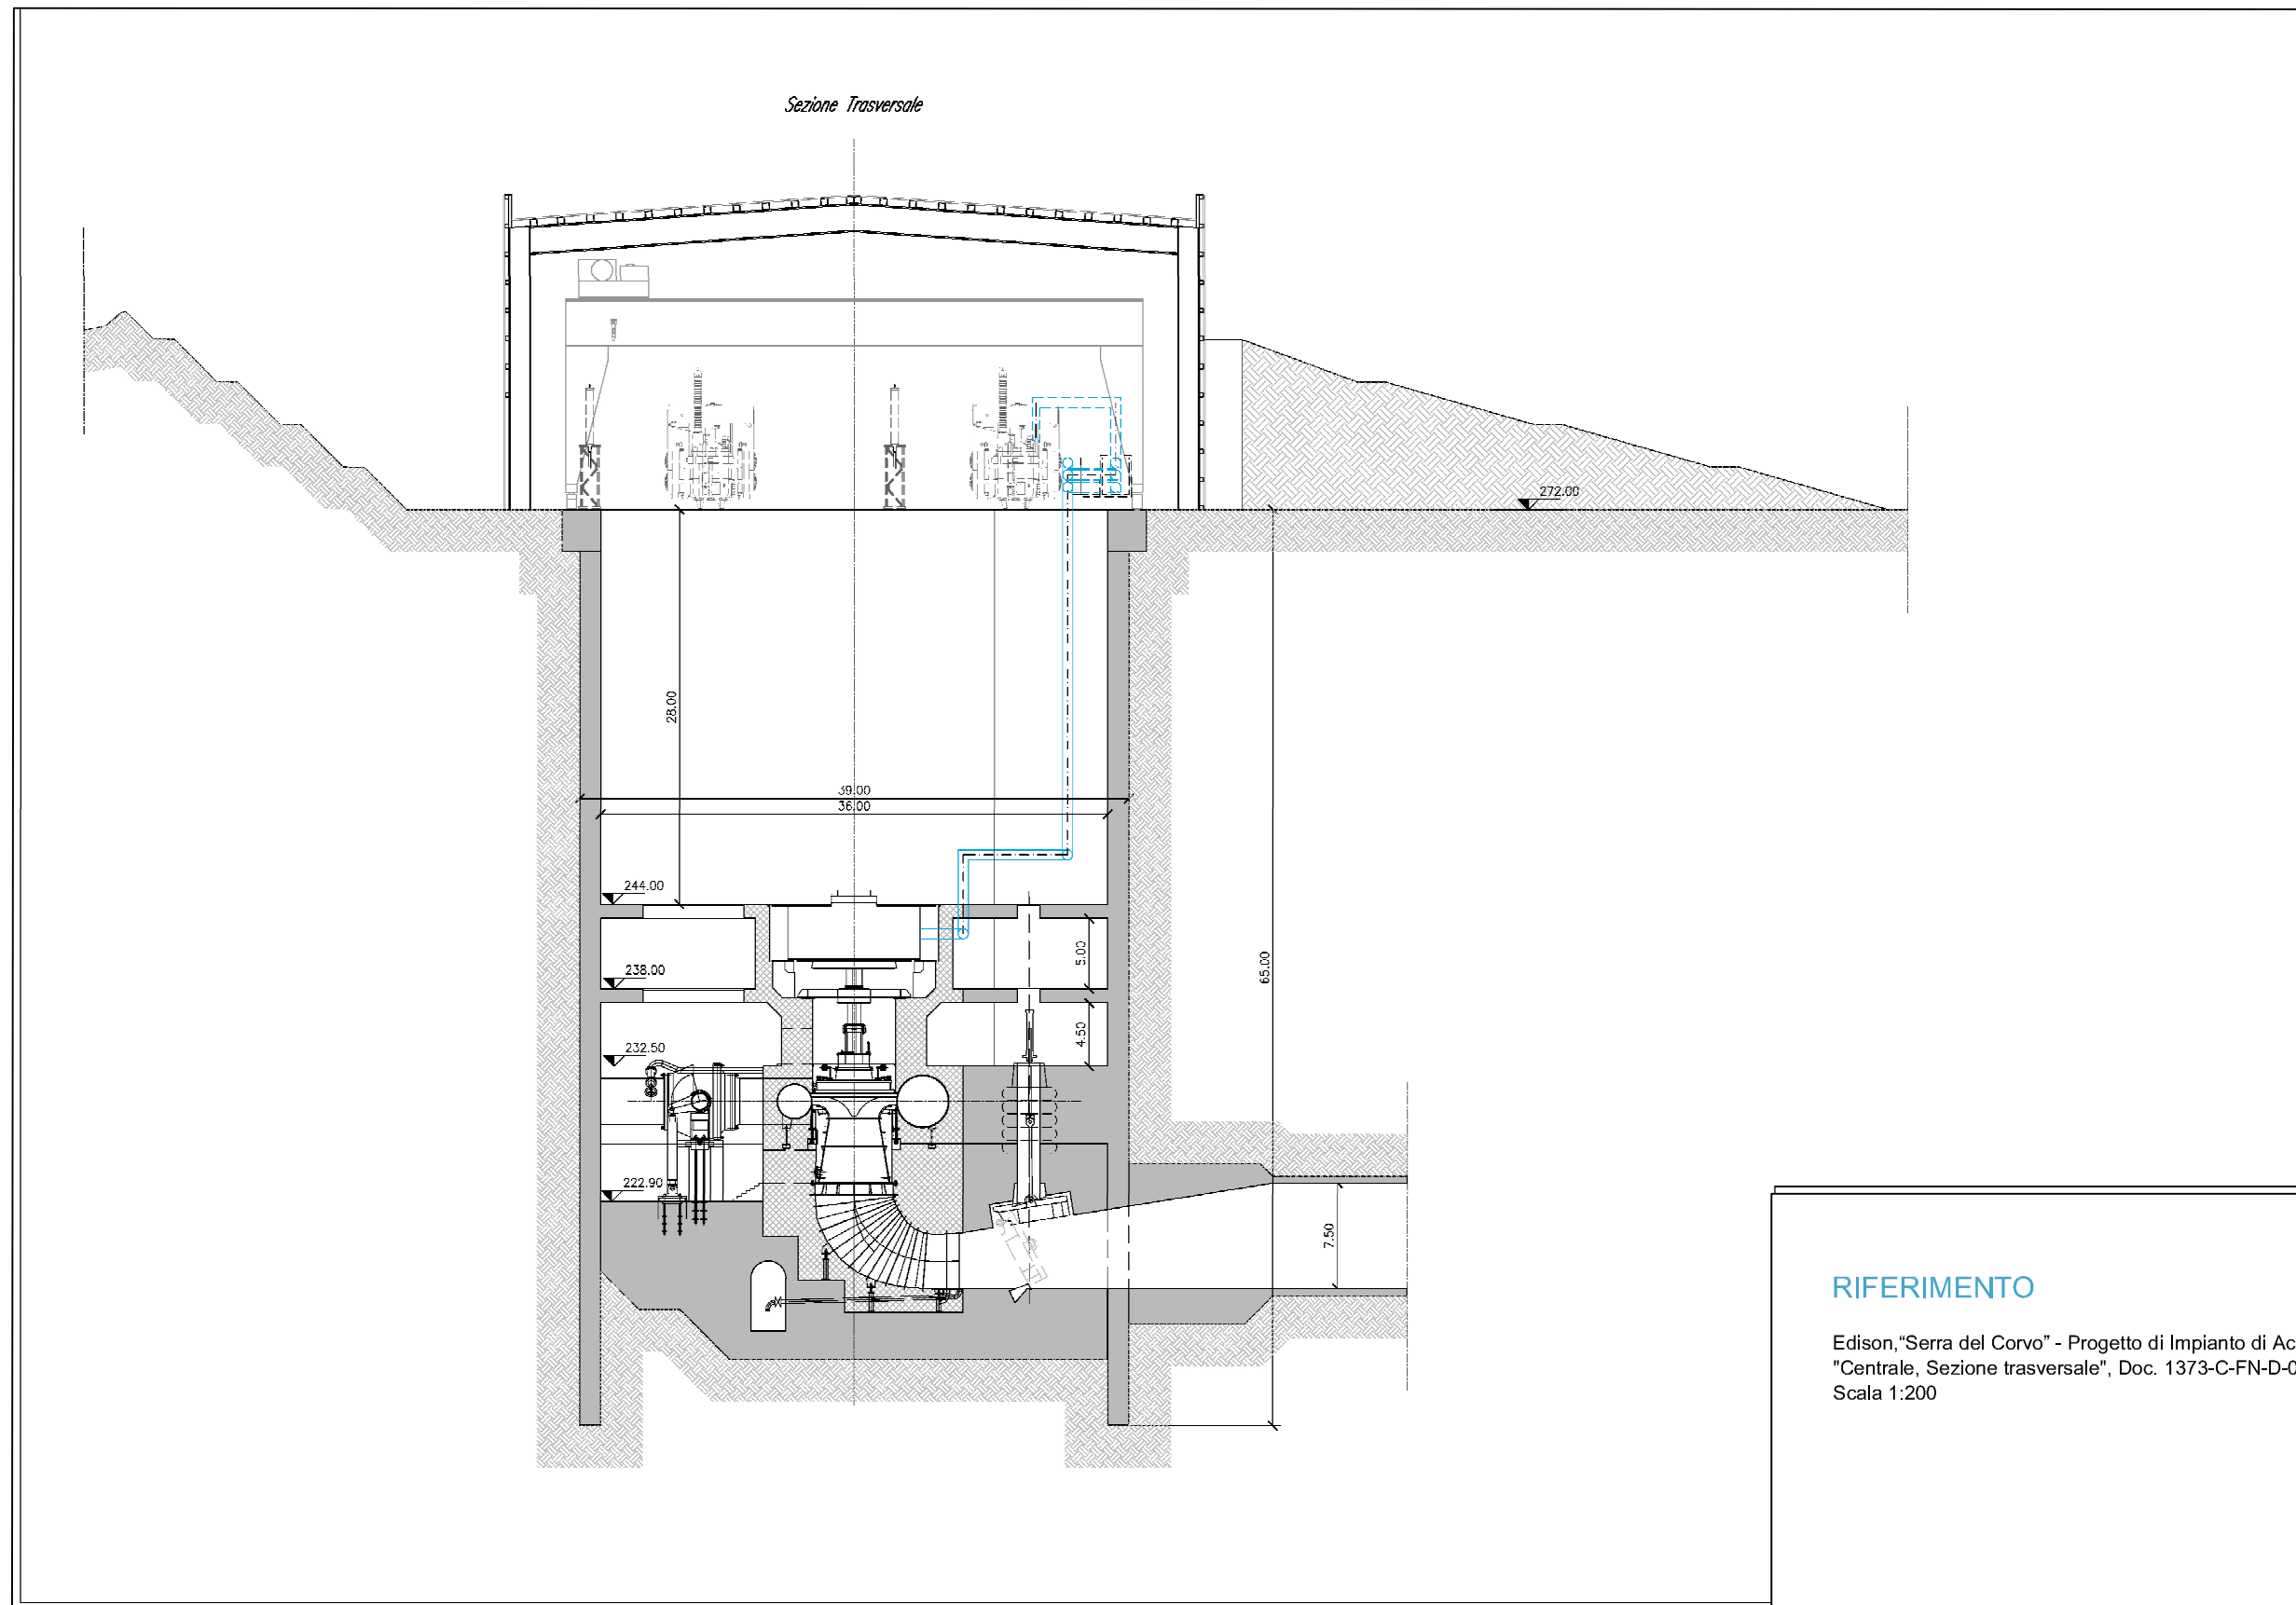 Sezione Trasversale
272.00
28.00
39.00
36.00
244.00
5.00
238.00
65.00
4.50
232.50
222.90
7.50
RIFERIMENTO
Edison,“Serra del Corvo” - Progetto di Impianto di Ac
"Centrale, Sezione trasversale", Doc. 1373-C-FN-D-0
Scala 1:200